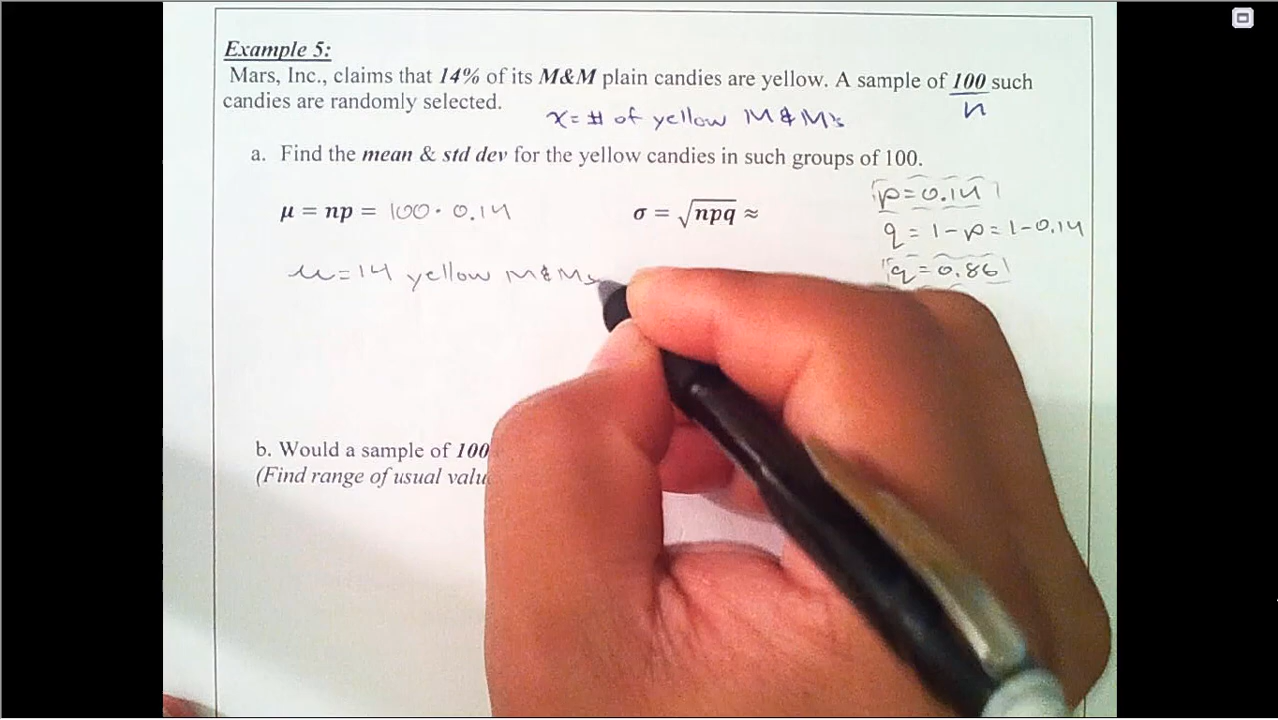 Example 5:
Mars, Inc., claims that 14% of its M&M plain candies are yellow. A sample of 100 such
candies are randomly selected.
n
x = # of yellow M & M's
a. Find the mean & std dev for the yellow candies in such groups of 100.
p = 0.14
μ = np = 100 · 0.14
σ = √npq ≈
q = 1 - p = 1 - 0.14
μ = 14 yellow M & Ms
q = 0.86
b. Would a sample of 100
(Find range of usual